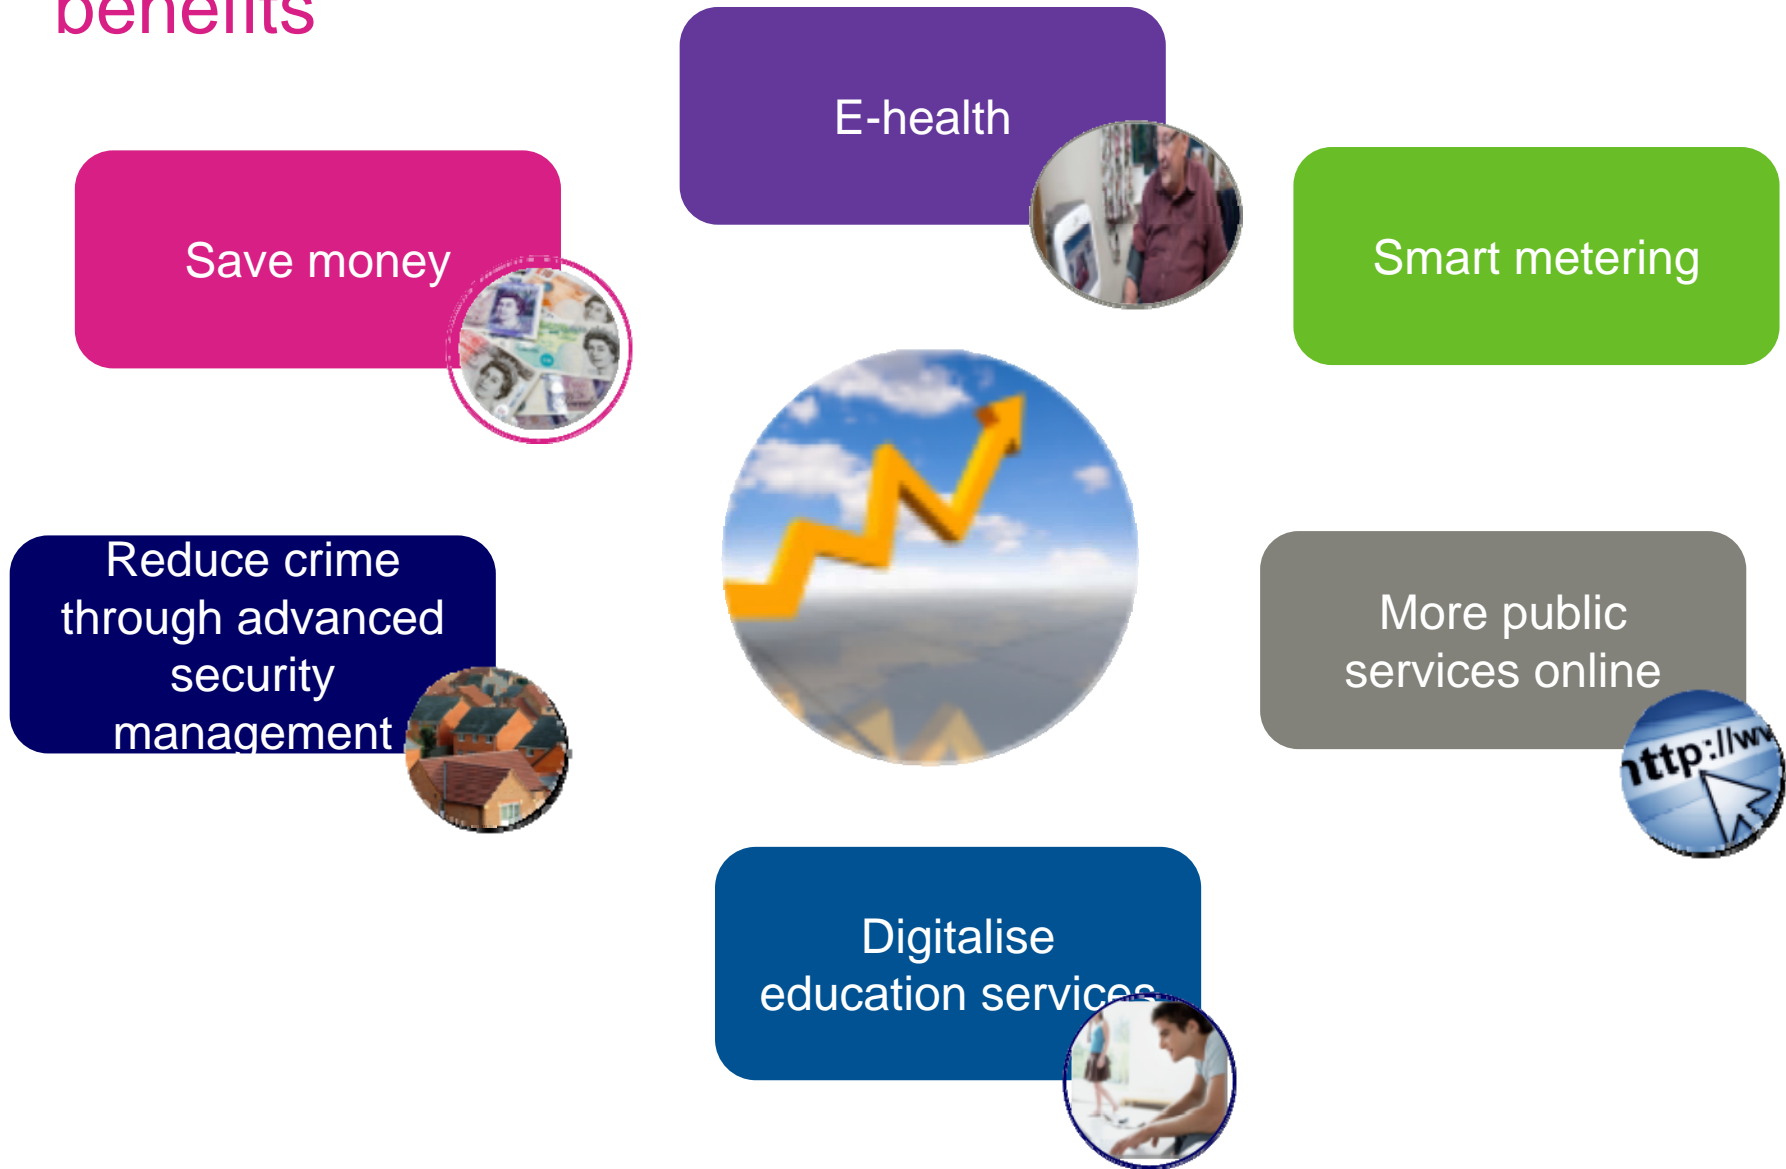 benefits
E-health
Save money
Smart metering
Reduce crime
through advanced
security
management
More public
services online
http://ww
Digitalise
education services